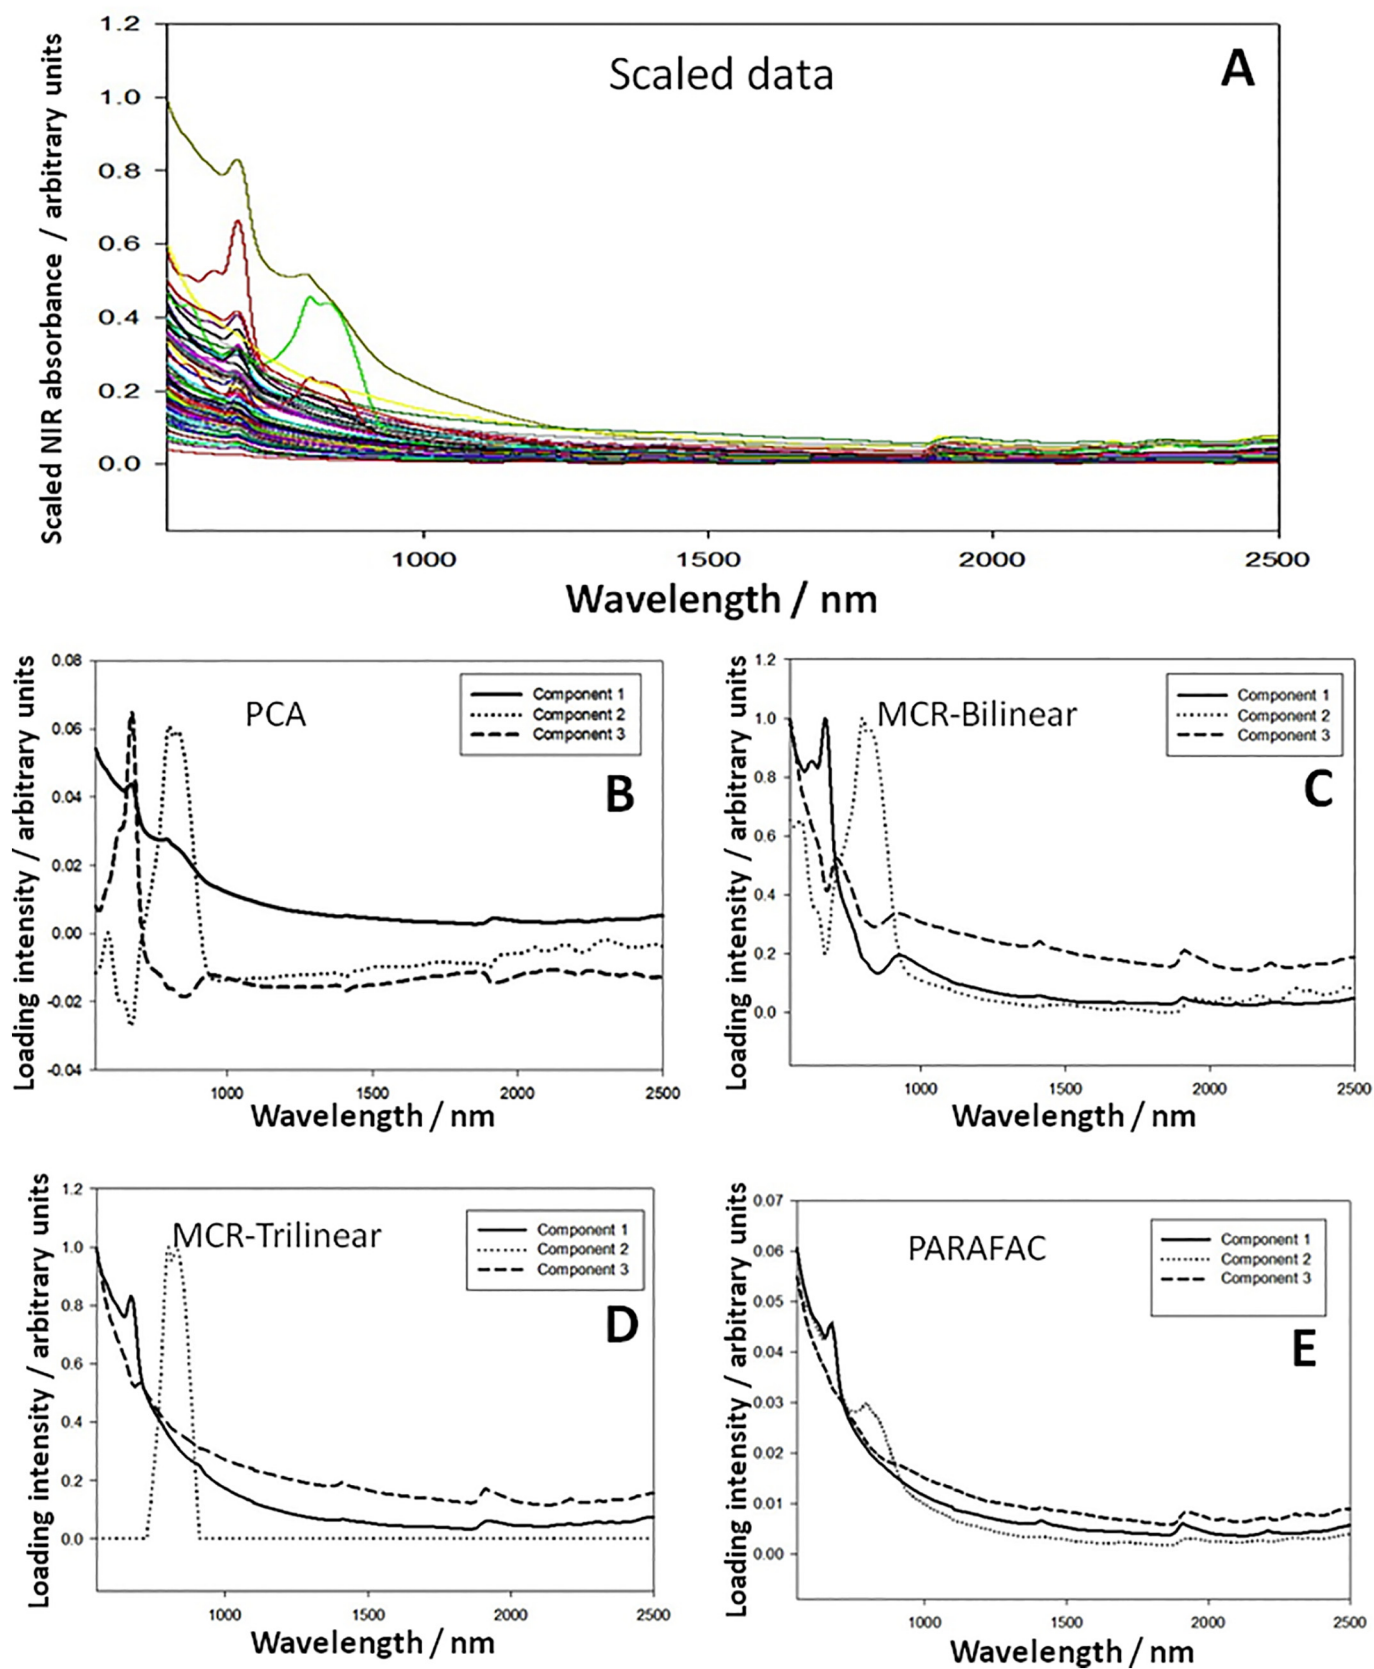 Scaled data
A
Scaled NIR absorbance / arbitrary units
1.2
1.0
0.8
0.6
0.4
0.2
0.0
1000 1500 2000 2500
Wavelength / nm
PCA
B
Component 1
Component 2
Component 3
Loading intensity / arbitrary units
0.08
0.06
0.04
0.02
0.00
-0.02
-0.04
1000 1500 2000 2500
Wavelength / nm
MCR-Bilinear
C
Component 1
Component 2
Component 3
Loading intensity / arbitrary units
1.2
1.0
0.8
0.6
0.4
0.2
0.0
1000 1500 2000 2500
Wavelength / nm
MCR-Trilinear
D
Component 1
Component 2
Component 3
Loading intensity / arbitrary units
1.2
1.0
0.8
0.6
0.4
0.2
0.0
1000 1500 2000 2500
Wavelength / nm
PARAFAC
E
Component 1
Component 2
Component 3
Loading intensity / arbitrary units
0.07
0.06
0.05
0.04
0.03
0.02
0.01
0.00
1000 1500 2000 2500
Wavelength / nm